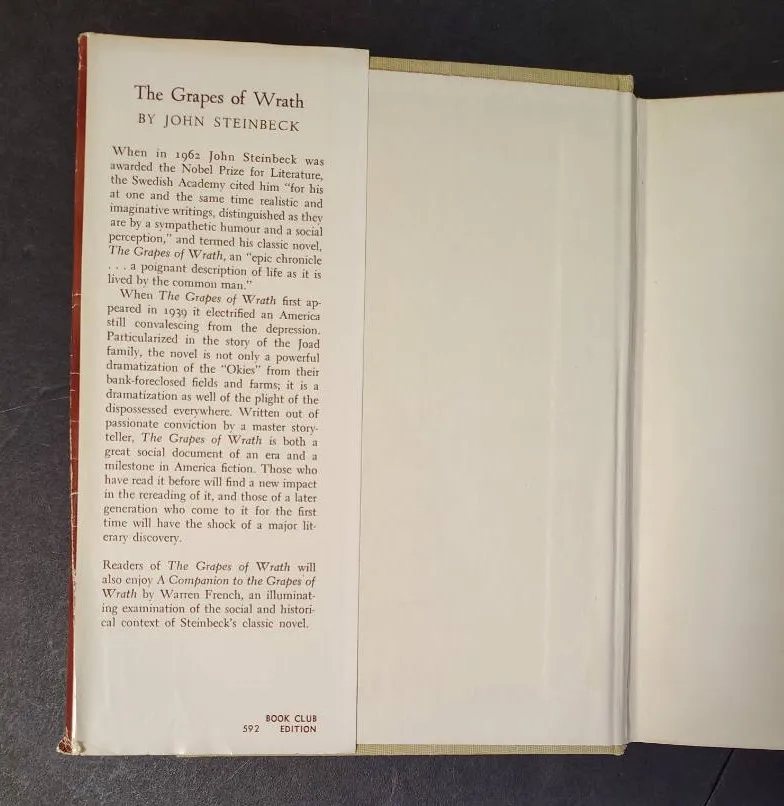 The Grapes of Wrath
BY JOHN STEINBECK
When in 1962 John Steinbeck was
awarded the Nobel Prize for Literature,
the Swedish Academy cited him "for his
at one and the same time realistic and
imaginative writings, distinguished as they
are by a sympathetic humour and a social
perception," and termed his classic novel,
The Grapes of Wrath, an "epic chronicle
. . . a poignant description of life as it is
lived by the common man."
When The Grapes of Wrath first ap-
peared in 1939 it electrified an America
still convalescing from the depression.
Particularized in the story of the Joad
family, the novel is not only a powerful
dramatization of the "Okies" from their
bank-foreclosed fields and farms; it is a
dramatization as well of the plight of the
dispossessed everywhere. Written out of
passionate conviction by a master story-
teller, The Grapes of Wrath is both a
great social document of an era and a
milestone in America fiction. Those who
have read it before will find a new impact
in the rereading of it, and those of a later
generation who come to it for the first
time will have the shock of a major lit-
erary discovery.
Readers of The Grapes of Wrath will
also enjoy A Companion to the Grapes of
Wrath by Warren French, an illuminat-
ing examination of the social and histori-
cal context of Steinbeck's classic novel.
BOOK CLUB
592 EDITION